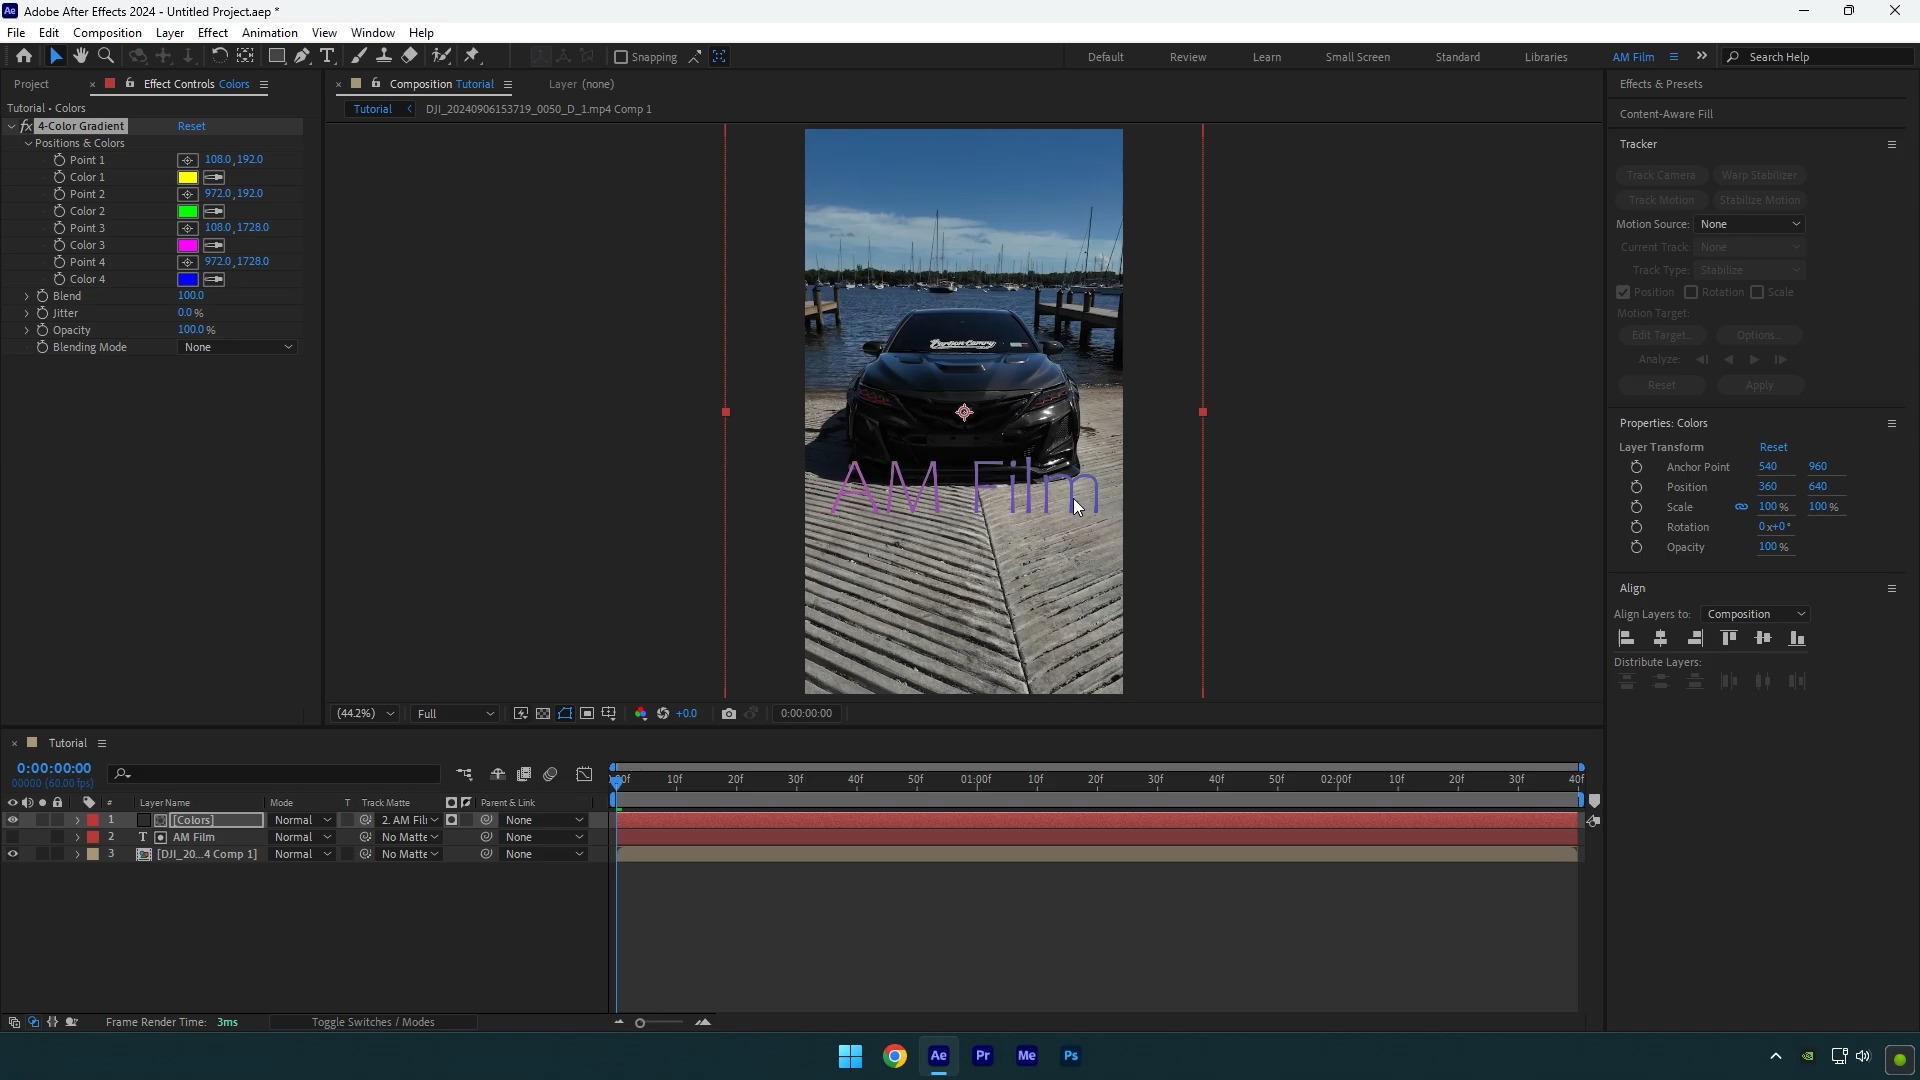 Adobe After Effects 2024 - Untitled Project.aep *
File Edit Composition Layer Effect Animation View Window Help
Snapping Default Review Learn Small Screen Standard Libraries AM Film Search Help
Project Effect Controls Colors Composition Tutorial Layer (none)
Tutorial • Colors
Tutorial DJI_20240906153719_0050_D_1.mp4 Comp 1
fx 4-Color Gradient Reset
Positions & Colors
Point 1 108.0, 192.0
Color 1
Point 2 972.0, 192.0
Color 2
Point 3 108.0, 1728.0
Color 3
Point 4 972.0, 1728.0
Color 4
Blend 100.0
Jitter 0.0 %
Opacity 100.0 %
Blending Mode None
AM Film
(44.2%) Full +0.0 0:00:00:00
Effects & Presets
Content-Aware Fill
Tracker
Track Camera Warp Stabilizer
Track Motion Stabilize Motion
Motion Source: None
Current Track: None
Track Type: Stabilize
Position Rotation Scale
Motion Target:
Edit Target... Options...
Analyze:
Reset Apply
Properties: Colors
Layer Transform Reset
Anchor Point 540 960
Position 360 640
Scale 100 % 100 %
Rotation 0x+0°
Opacity 100 %
Align
Align Layers to: Composition
Distribute Layers:
Tutorial
0:00:00:00
00000 (60.00 fps)
:00f 10f 20f 30f 40f 50f 01:00f 10f 20f 30f 40f 50f 02:00f 10f 20f 30f 40f
# Layer Name Mode T Track Matte Parent & Link
1 [Colors] Normal 2. AM Fili None
2 T AM Film Normal No Matte None
3 [DJI_20...4 Comp 1] Normal No Matte None
Frame Render Time: 3ms Toggle Switches / Modes
Ae Pr Me Ps